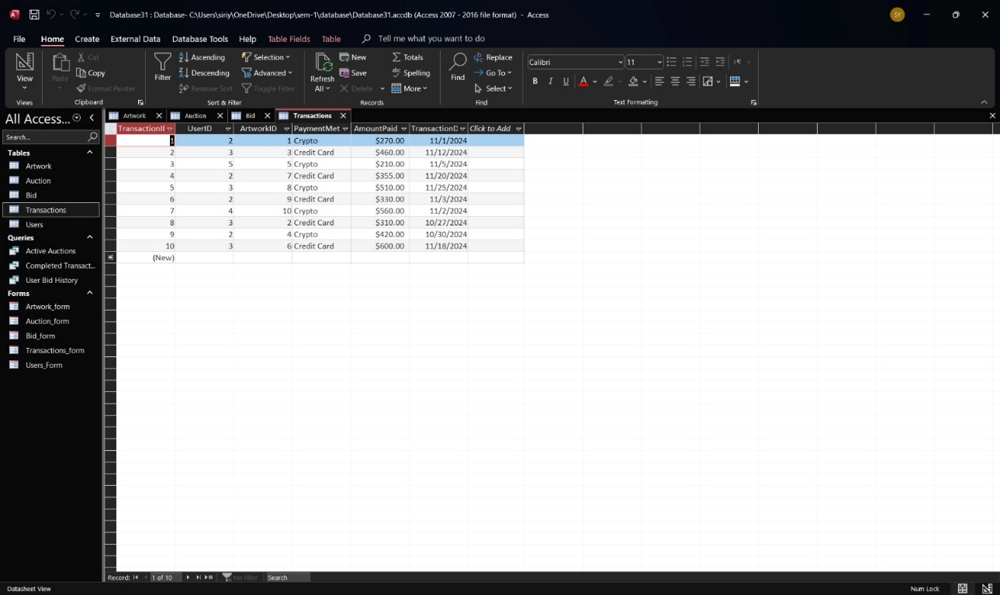 A Database31 : Database- C:\Users\siriy\OneDrive\Desktop\sem-1\database\Database31.accdb (Access 2007 - 2016 file format) - Access SY
File Home Create External Data Database Tools Help Table Fields Table Tell me what you want to do
View
Views
Paste
Cut
Copy
Format Painter
Clipboard
Filter
Ascending
Descending
Remove Sort
Selection
Advanced
Toggle Filter
Sort & Filter
Refresh
All
New
Save
Delete
Totals
Spelling
More
Records
Find
Replace
Go To
Select
Find
Calibri 11
B I U A
Text Formatting
All Access...
Search...
Tables
Artwork
Auction
Bid
Transactions
Users
Queries
Active Auctions
Completed Transact...
User Bid History
Forms
Artwork_form
Auction_form
Bid_form
Transactions_form
Users_Form
Artwork Auction Bid Transactions
TransactionII UserID ArtworkID PaymentMet AmountPaid TransactionD Click to Add
1 2 1 Crypto $270.00 11/1/2024
2 3 3 Credit Card $460.00 11/12/2024
3 5 5 Crypto $210.00 11/5/2024
4 2 7 Credit Card $355.00 11/20/2024
5 3 8 Crypto $510.00 11/25/2024
6 2 9 Credit Card $330.00 11/3/2024
7 4 10 Crypto $560.00 11/2/2024
8 3 2 Credit Card $310.00 10/27/2024
9 2 4 Crypto $420.00 10/30/2024
10 3 6 Credit Card $600.00 11/18/2024
(New)
Record: 1 of 10 No Filter Search
Datasheet View Num Lock